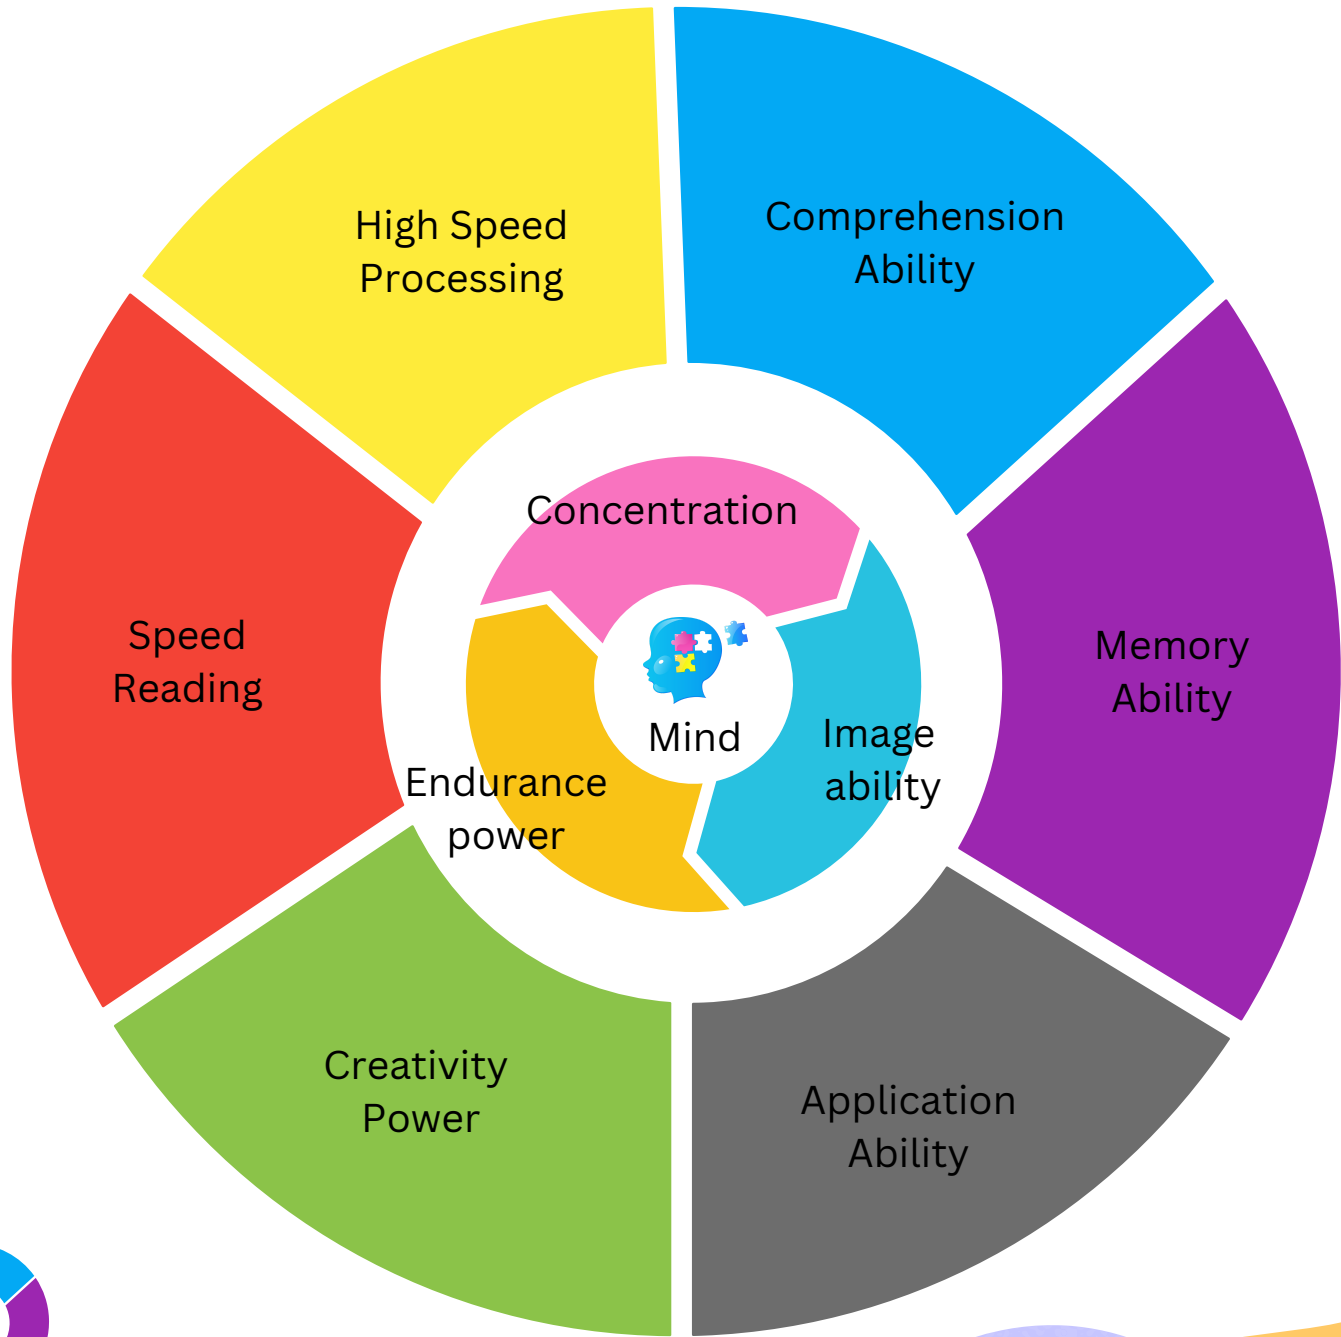 High Speed
Processing
Comprehension
Ability
Memory
Ability
Application
Ability
Creativity
Power
Speed
Reading
Concentration
Image
ability
Endurance
power
Mind